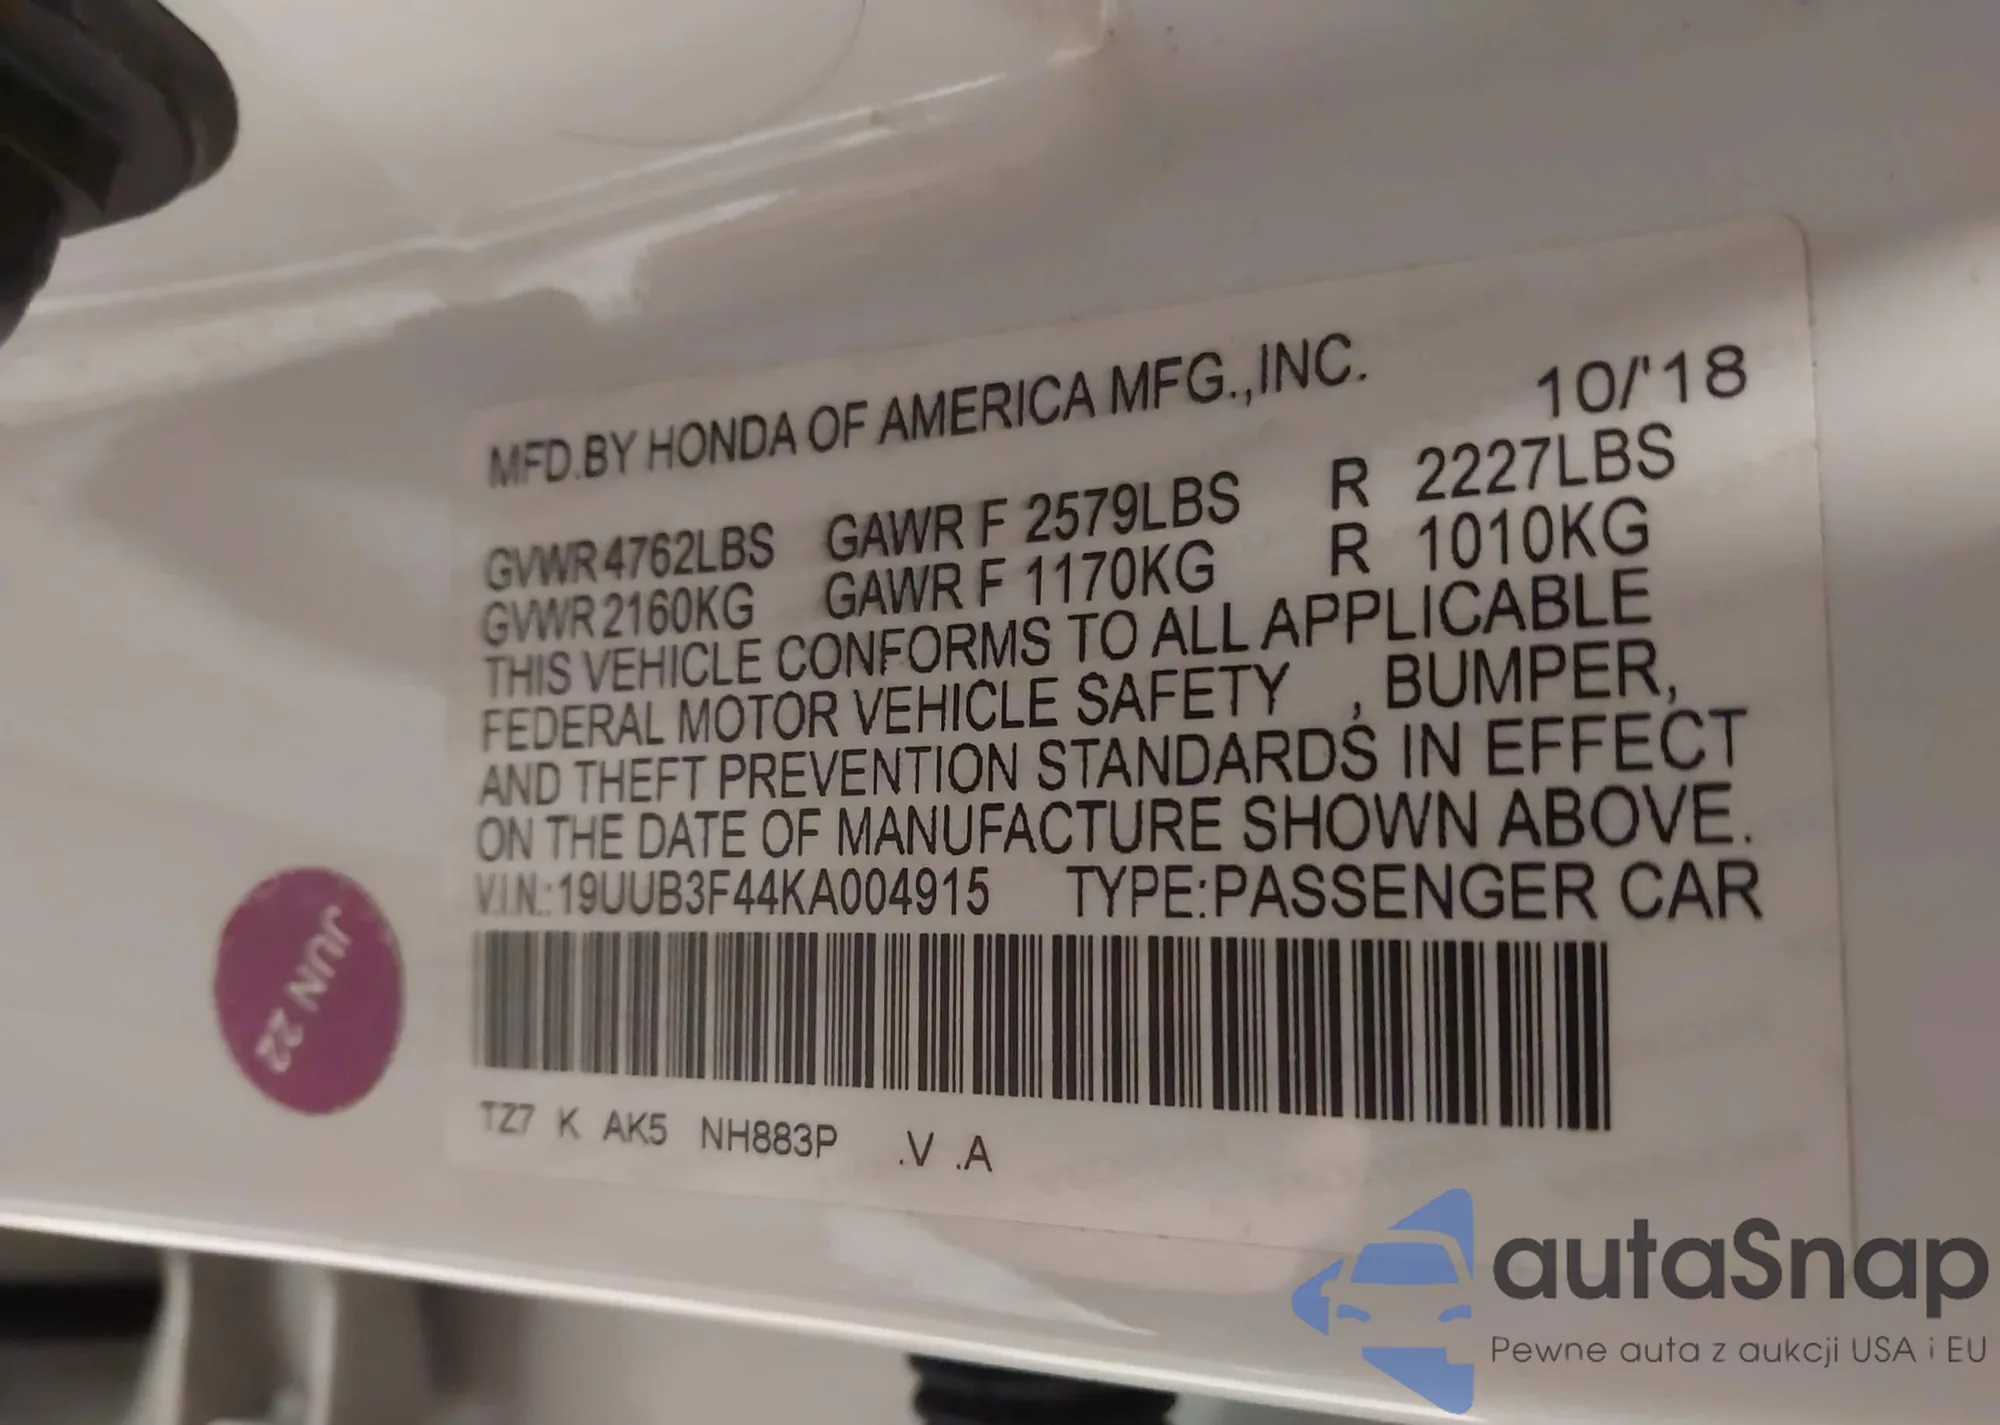 MFD.BY HONDA OF AMERICA MFG.,INC. 10/'18
GVWR 4762LBS GAWR F 2579LBS R 2227LBS
GVWR 2160KG GAWR F 1170KG R 1010KG
THIS VEHICLE CONFORMS TO ALL APPLICABLE
FEDERAL MOTOR VEHICLE SAFETY , BUMPER,
AND THEFT PREVENTION STANDARDS IN EFFECT
ON THE DATE OF MANUFACTURE SHOWN ABOVE.
V.I.N.:19UUB3F44KA004915 TYPE:PASSENGER CAR
TZ7 K AK5 NH883P .V .A
JUN 22
autaSnap
Pewne auta z aukcji USA i EU